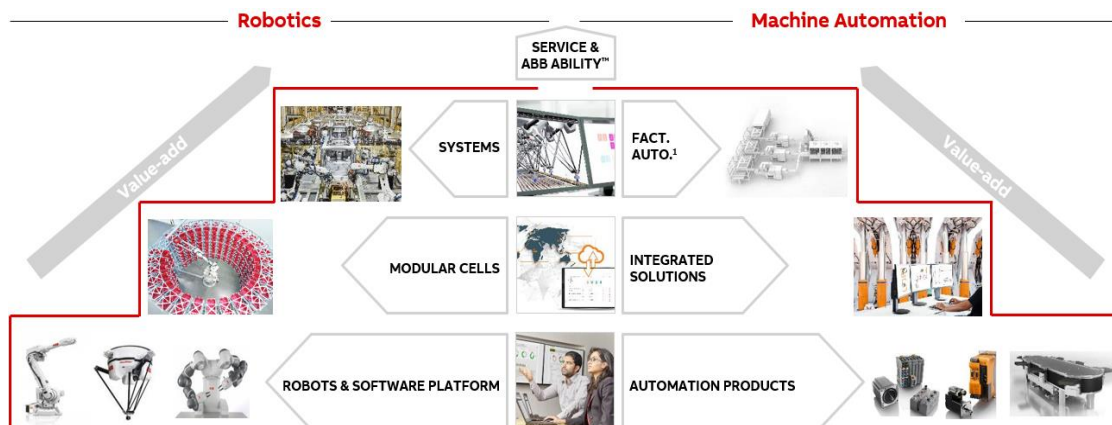 Robotics
Machine Automation
SERVICE &
ABB ABILITY™
Value-add
SYSTEMS
FACT.
AUTO.¹
Value-add
MODULAR CELLS
INTEGRATED
SOLUTIONS
ROBOTS & SOFTWARE PLATFORM
AUTOMATION PRODUCTS